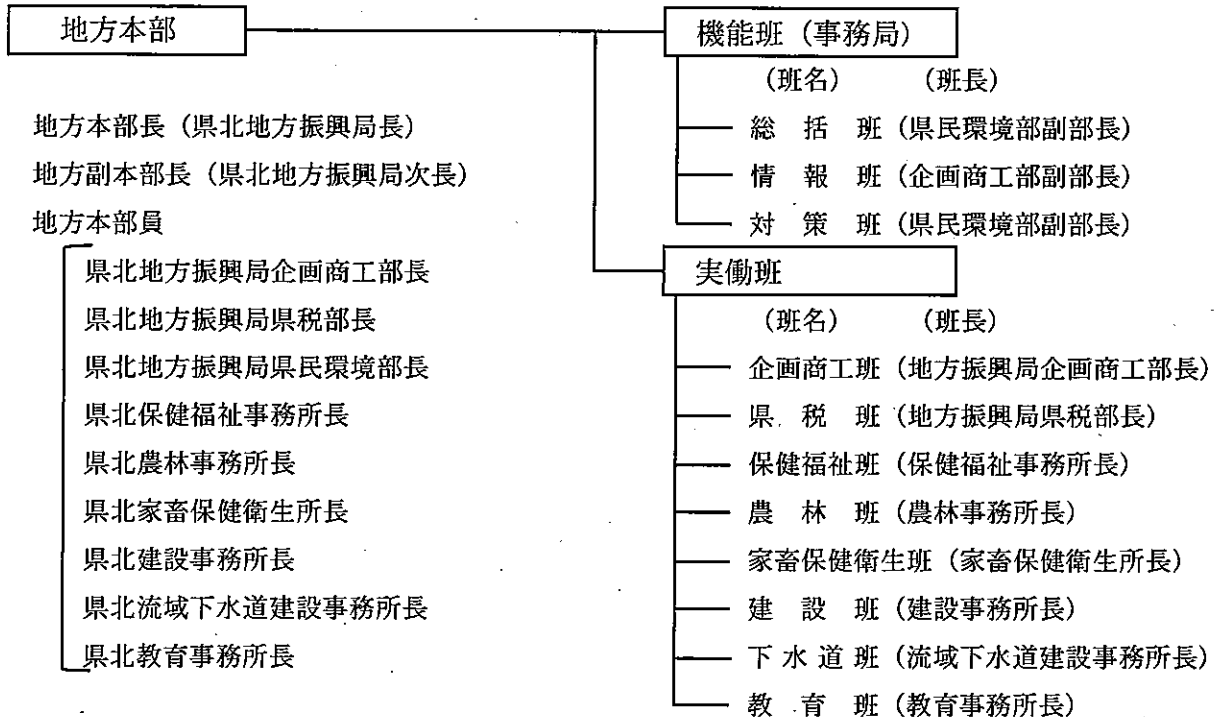 地方本部
地方本部長（県北地方振興局長）
地方副本部長（県北地方振興局次長）
地方本部員
県北地方振興局企画商工部長
県北地方振興局県税部長
県北地方振興局県民環境部長
県北保健福祉事務所長
県北農林事務所長
県北家畜保健衛生所長
県北建設事務所長
県北流域下水道建設事務所長
県北教育事務所長
機能班（事務局）
（班名）　（班長）
総括班（県民環境部副部長）
情報班（企画商工部副部長）
対策班（県民環境部副部長）
実働班
（班名）　（班長）
企画商工班（地方振興局企画商工部長）
県税班（地方振興局県税部長）
保健福祉班（保健福祉事務所長）
農林班（農林事務所長）
家畜保健衛生班（家畜保健衛生所長）
建設班（建設事務所長）
下水道班（流域下水道建設事務所長）
教育班（教育事務所長）